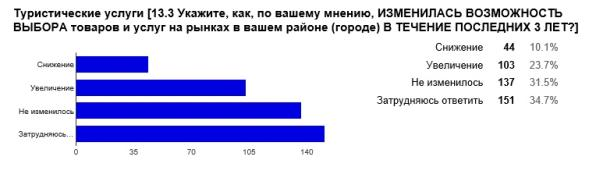 Туристические услуги [13.3 Укажите, как, по вашему мнению, ИЗМЕНИЛАСЬ ВОЗМОЖНОСТЬ
ВЫБОРА товаров и услуг на рынках в вашем районе (городе) В ТЕЧЕНИЕ ПОСЛЕДНИХ 3 ЛЕТ?]
Снижение
Увеличение
Не изменилось
Затрудняюсь...
0 35 70 105 140
Снижение 44 10.1%
Увеличение 103 23.7%
Не изменилось 137 31.5%
Затрудняюсь ответить 151 34.7%